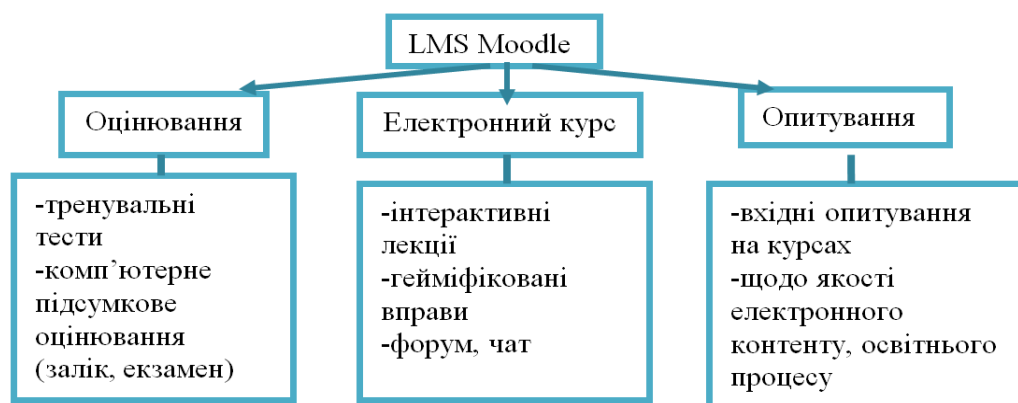 LMS Moodle
Оцінювання
Електронний курс
Опитування
-тренувальні
тести
-комп’ютерне
підсумкове
оцінювання
(залік, екзамен)
-інтерактивні
лекції
-гейміфіковані
вправи
-форум, чат
-вхідні опитування
на курсах
-щодо якості
електронного
контенту, освітнього
процесу